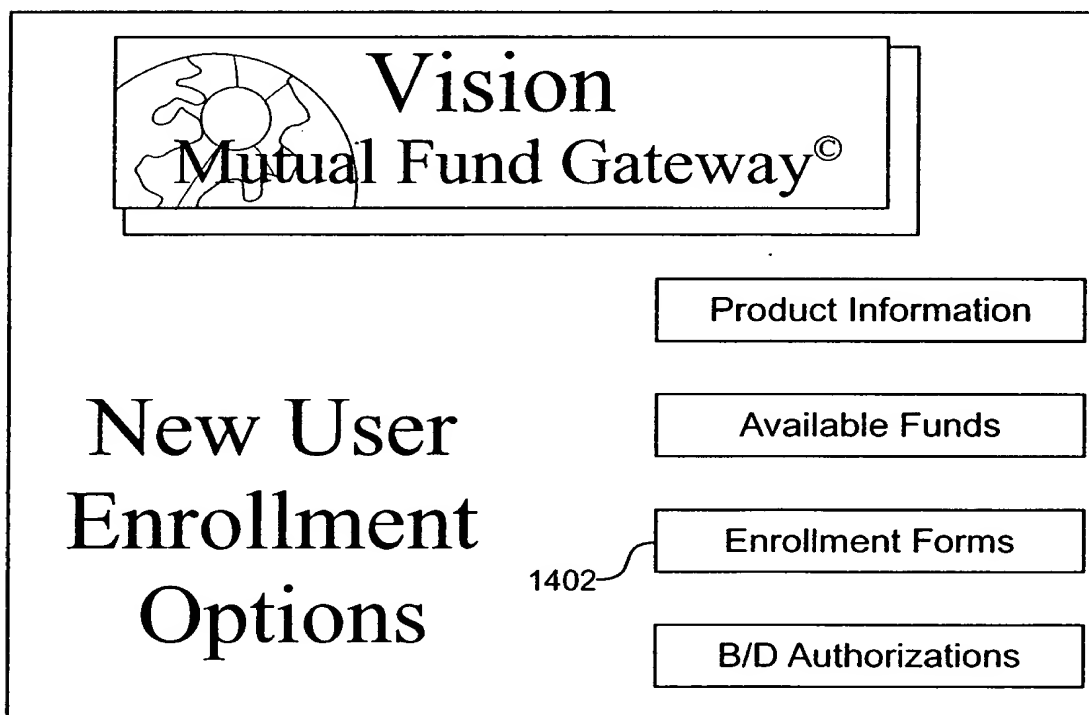 Vision
Mutual Fund Gateway©
Product Information
New User
Enrollment
Options
Available Funds
Enrollment Forms
1402
B/D Authorizations